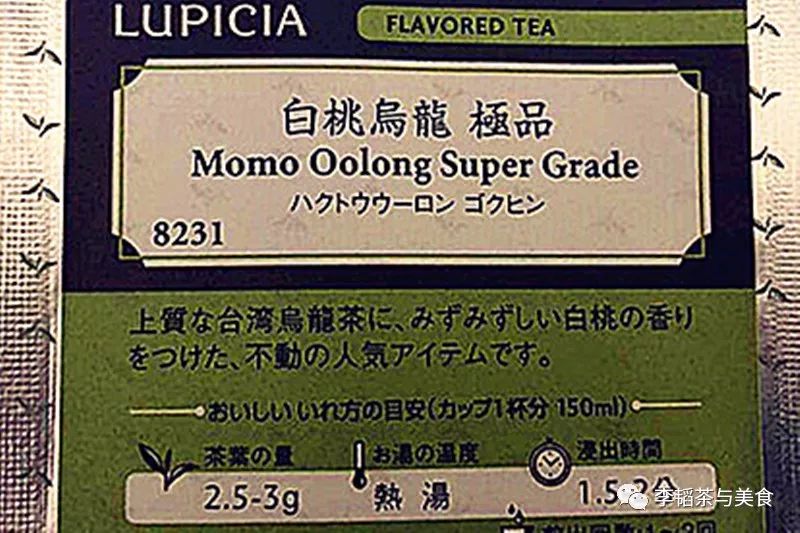 LUPICIA
FLAVORED TEA
白桃烏龍 極品
Momo Oolong Super Grade
ハクトウウーロン ゴクヒン
8231
上質な台湾烏龍茶に、みずみずしい白桃の香り
をつけた、不動の人気アイテムです。
おいしいいれ方の目安(カップ1杯分 150ml)
茶葉の量 お湯の温度 浸出時間
2.5-3g 熱湯 1.5-2分
李韬茶与美食